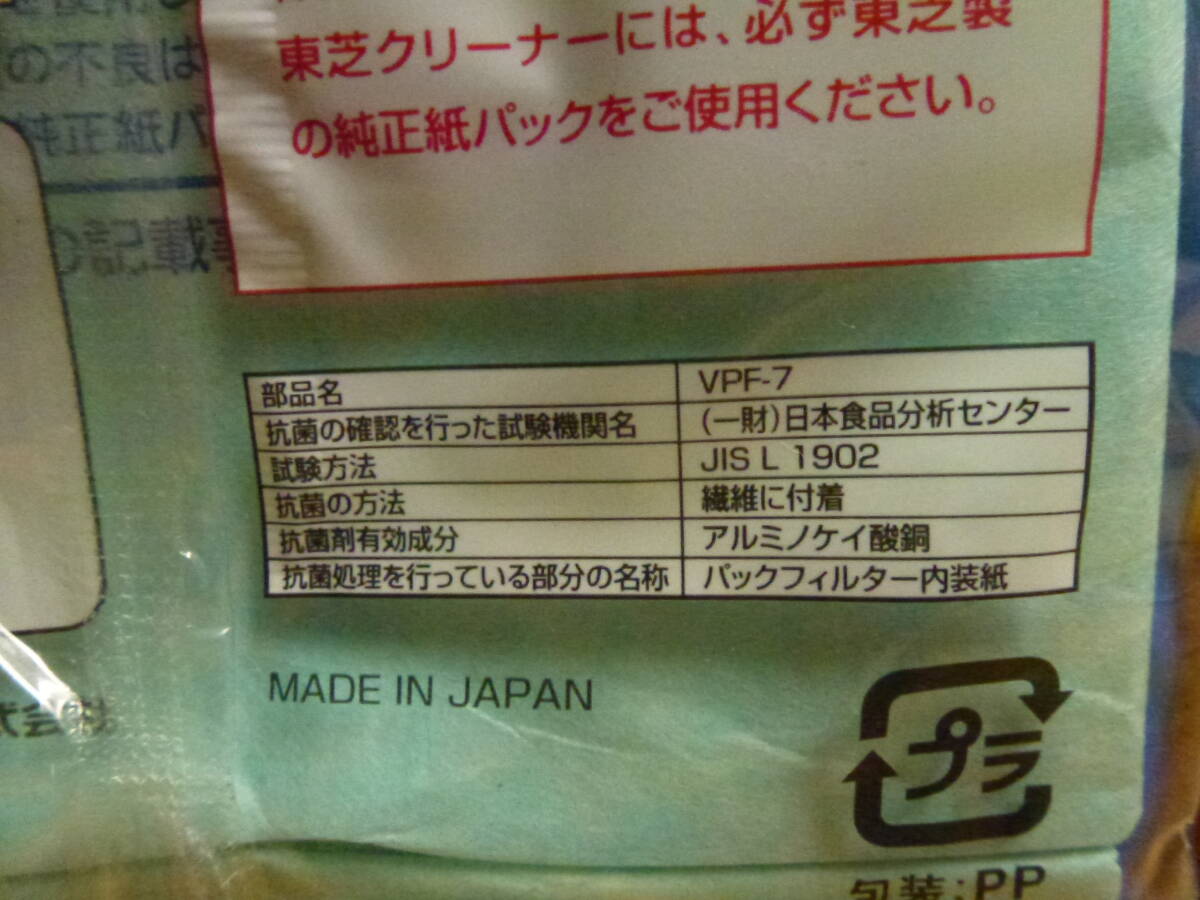 の不良は
東芝クリーナーには、必ず東芝製
の純正紙パックをご使用ください。
純正紙パ
の記載事
部品名 VPF-7
抗菌の確認を行った試験機関名 (一財)日本食品分析センター
試験方法 JIS L 1902
抗菌の方法 繊維に付着
抗菌剤有効成分 アルミノケイ酸銅
抗菌処理を行っている部分の名称 パックフィルター内装紙
MADE IN JAPAN
式会社
プラ
包装:PP